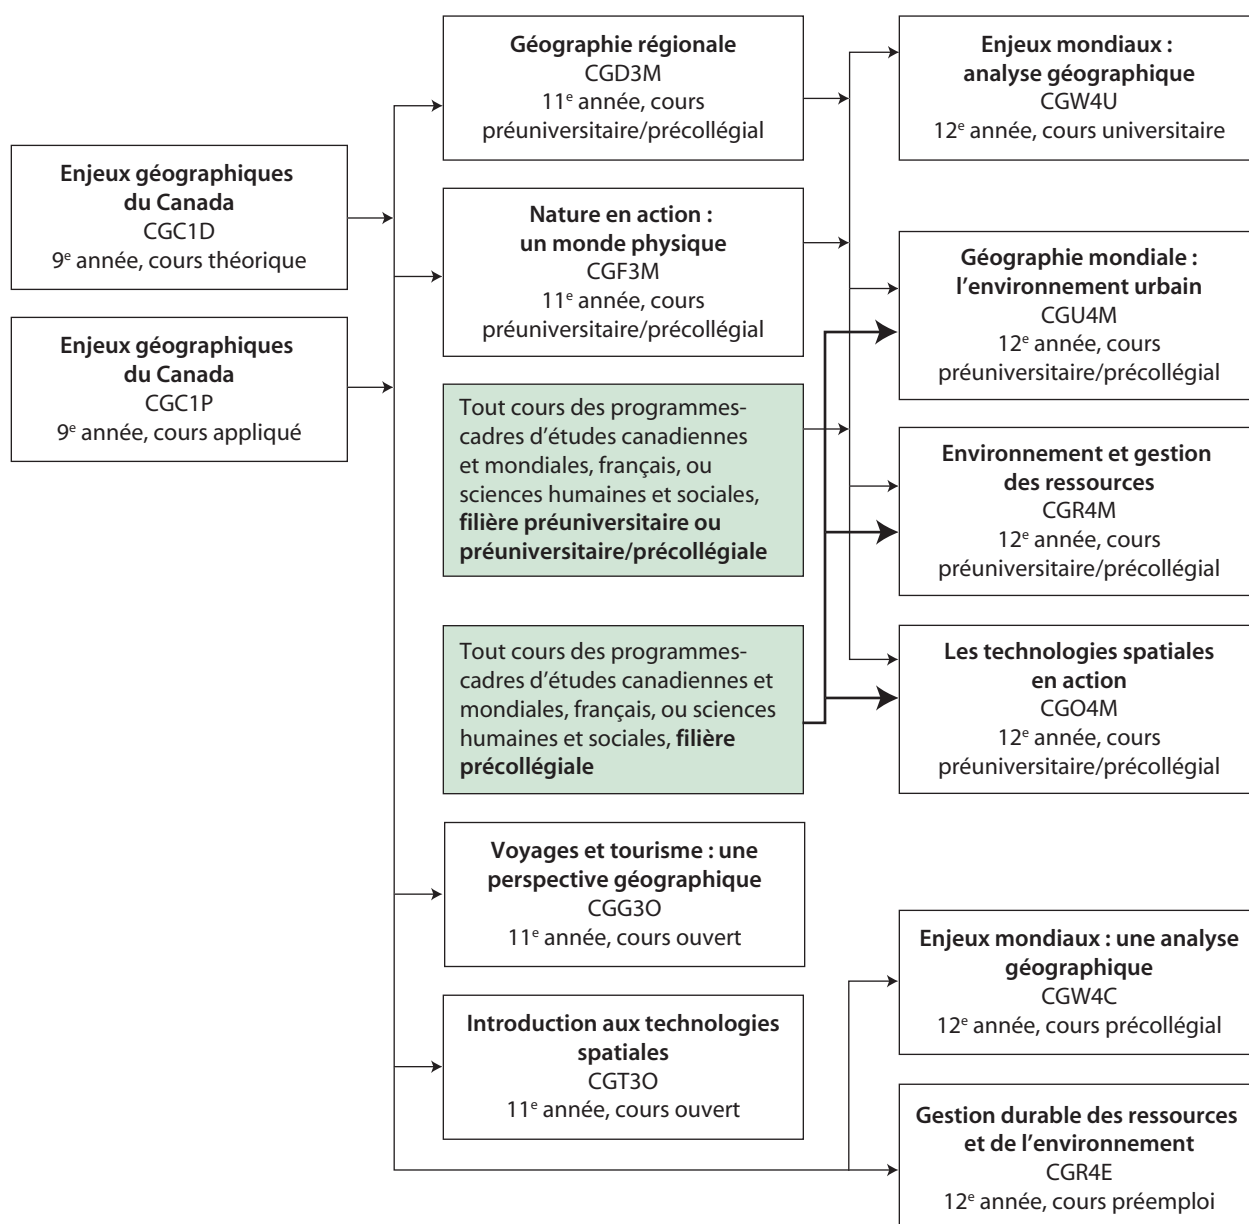 Enjeux géographiques
du Canada
CGC1D
9e année, cours théorique
Enjeux géographiques
du Canada
CGC1P
9e année, cours appliqué
Géographie régionale
CGD3M
11e année, cours
préuniversitaire/précollégial
Nature en action :
un monde physique
CGF3M
11e année, cours
préuniversitaire/précollégial
Tout cours des programmes-
cadres d’études canadiennes
et mondiales, français, ou
sciences humaines et sociales,
filière préuniversitaire ou
préuniversitaire/précollégiale
Tout cours des programmes-
cadres d’études canadiennes et
mondiales, français, ou sciences
humaines et sociales, filière
précollégiale
Voyages et tourisme : une
perspective géographique
CGG3O
11e année, cours ouvert
Introduction aux technologies
spatiales
CGT3O
11e année, cours ouvert
Enjeux mondiaux :
analyse géographique
CGW4U
12e année, cours universitaire
Géographie mondiale :
l’environnement urbain
CGU4M
12e année, cours
préuniversitaire/précollégial
Environnement et gestion
des ressources
CGR4M
12e année, cours
préuniversitaire/précollégial
Les technologies spatiales
en action
CGO4M
12e année, cours
préuniversitaire/précollégial
Enjeux mondiaux : une analyse
géographique
CGW4C
12e année, cours précollégial
Gestion durable des ressources
et de l’environnement
CGR4E
12e année, cours préemploi